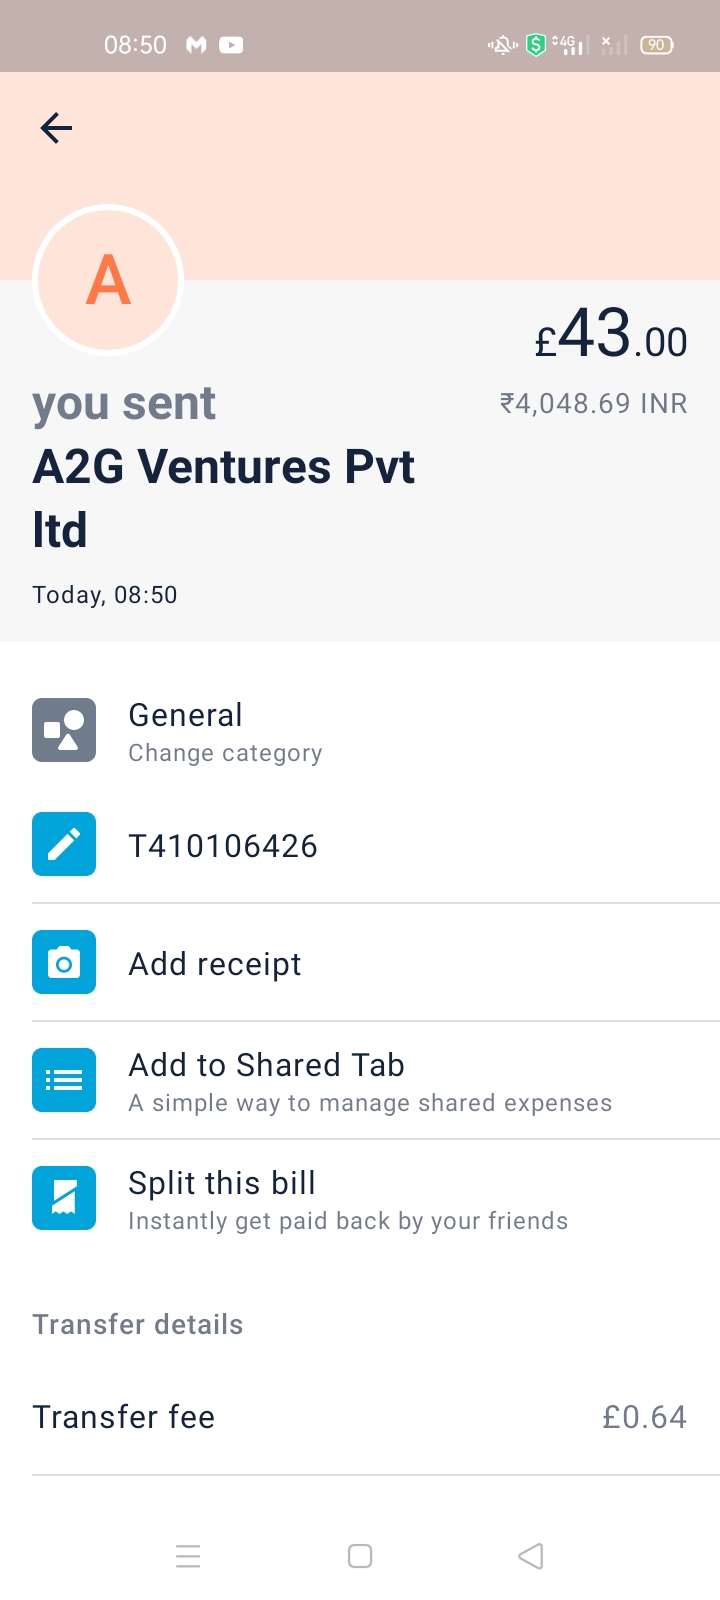 08:50
4G
90
A
£43.00
you sent
₹4,048.69 INR
A2G Ventures Pvt
ltd
Today, 08:50
General
Change category
T410106426
Add receipt
Add to Shared Tab
A simple way to manage shared expenses
Split this bill
Instantly get paid back by your friends
Transfer details
Transfer fee
£0.64